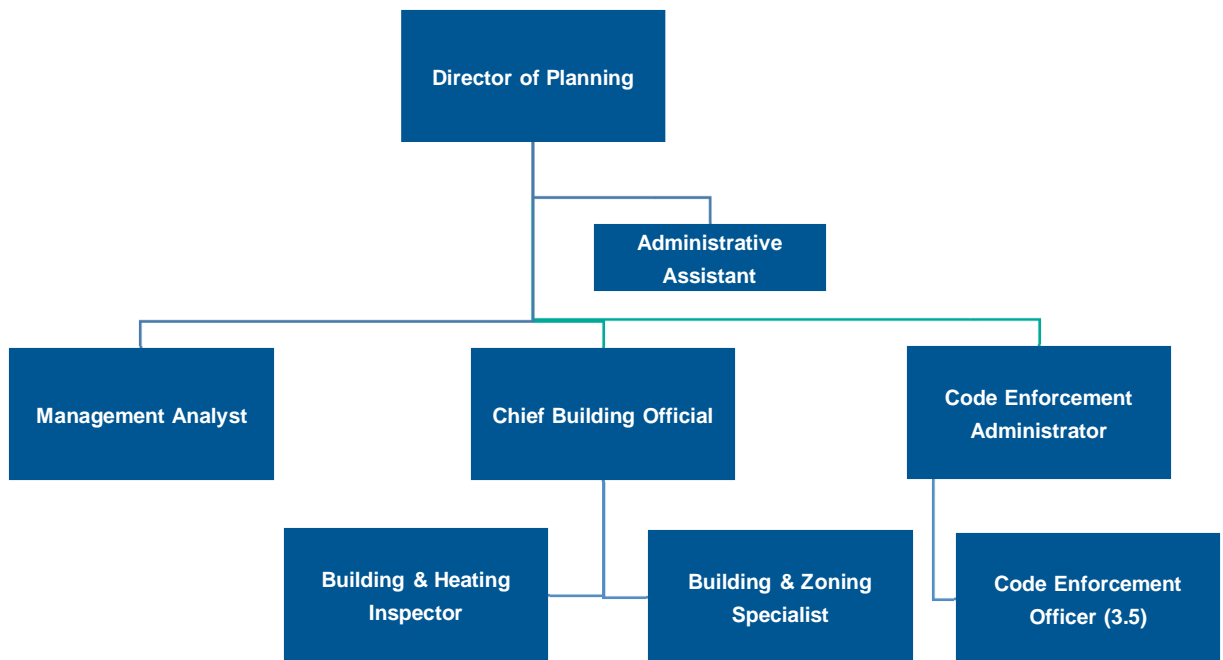 Director of Planning
Administrative
Assistant
Management Analyst
Chief Building Official
Code Enforcement
Administrator
Building & Heating
Inspector
Building & Zoning
Specialist
Code Enforcement
Officer (3.5)